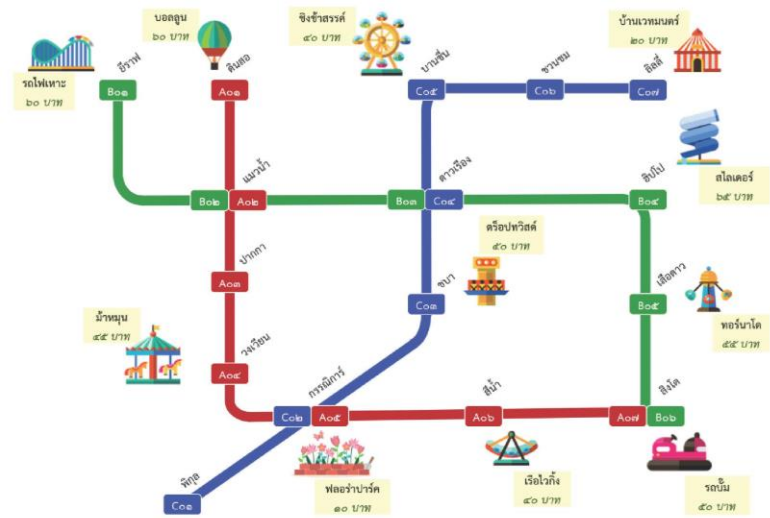 บอลลูน
๖๐ บาท
ชิงช้าสวรรค์
๔๐ บาท
บ้านเวทมนตร์
๒๐ บาท
รถไฟเหาะ
๖๐ บาท
ยีราฟ
ดินสอ
บานชื่น
ชวนชม
ลิลลี่
B๐๑
A๐๑
C๐๕
C๐๖
C๐๗
แมวน้ำ
ดาวเรือง
ฮิปโป
สไลเดอร์
๖๕ บาท
B๐๒
A๐๒
B๐๓
C๐๔
B๐๔
ดร็อปทวิสต์
๕๐ บาท
ปากกา
A๐๓
ชบา
C๐๓
เสือดาว
B๐๕
ทอร์นาโด
๕๕ บาท
ม้าหมุน
๔๕ บาท
วงเวียน
A๐๔
กรรณิการ์
สีน้ำ
สิงโต
C๐๒
A๐๕
A๐๖
A๐๗
B๐๖
พิกุล
C๐๑
ฟลอร่าปาร์ค
๑๐ บาท
เรือไวกิ้ง
๔๐ บาท
รถบั๊ม
๕๐ บาท